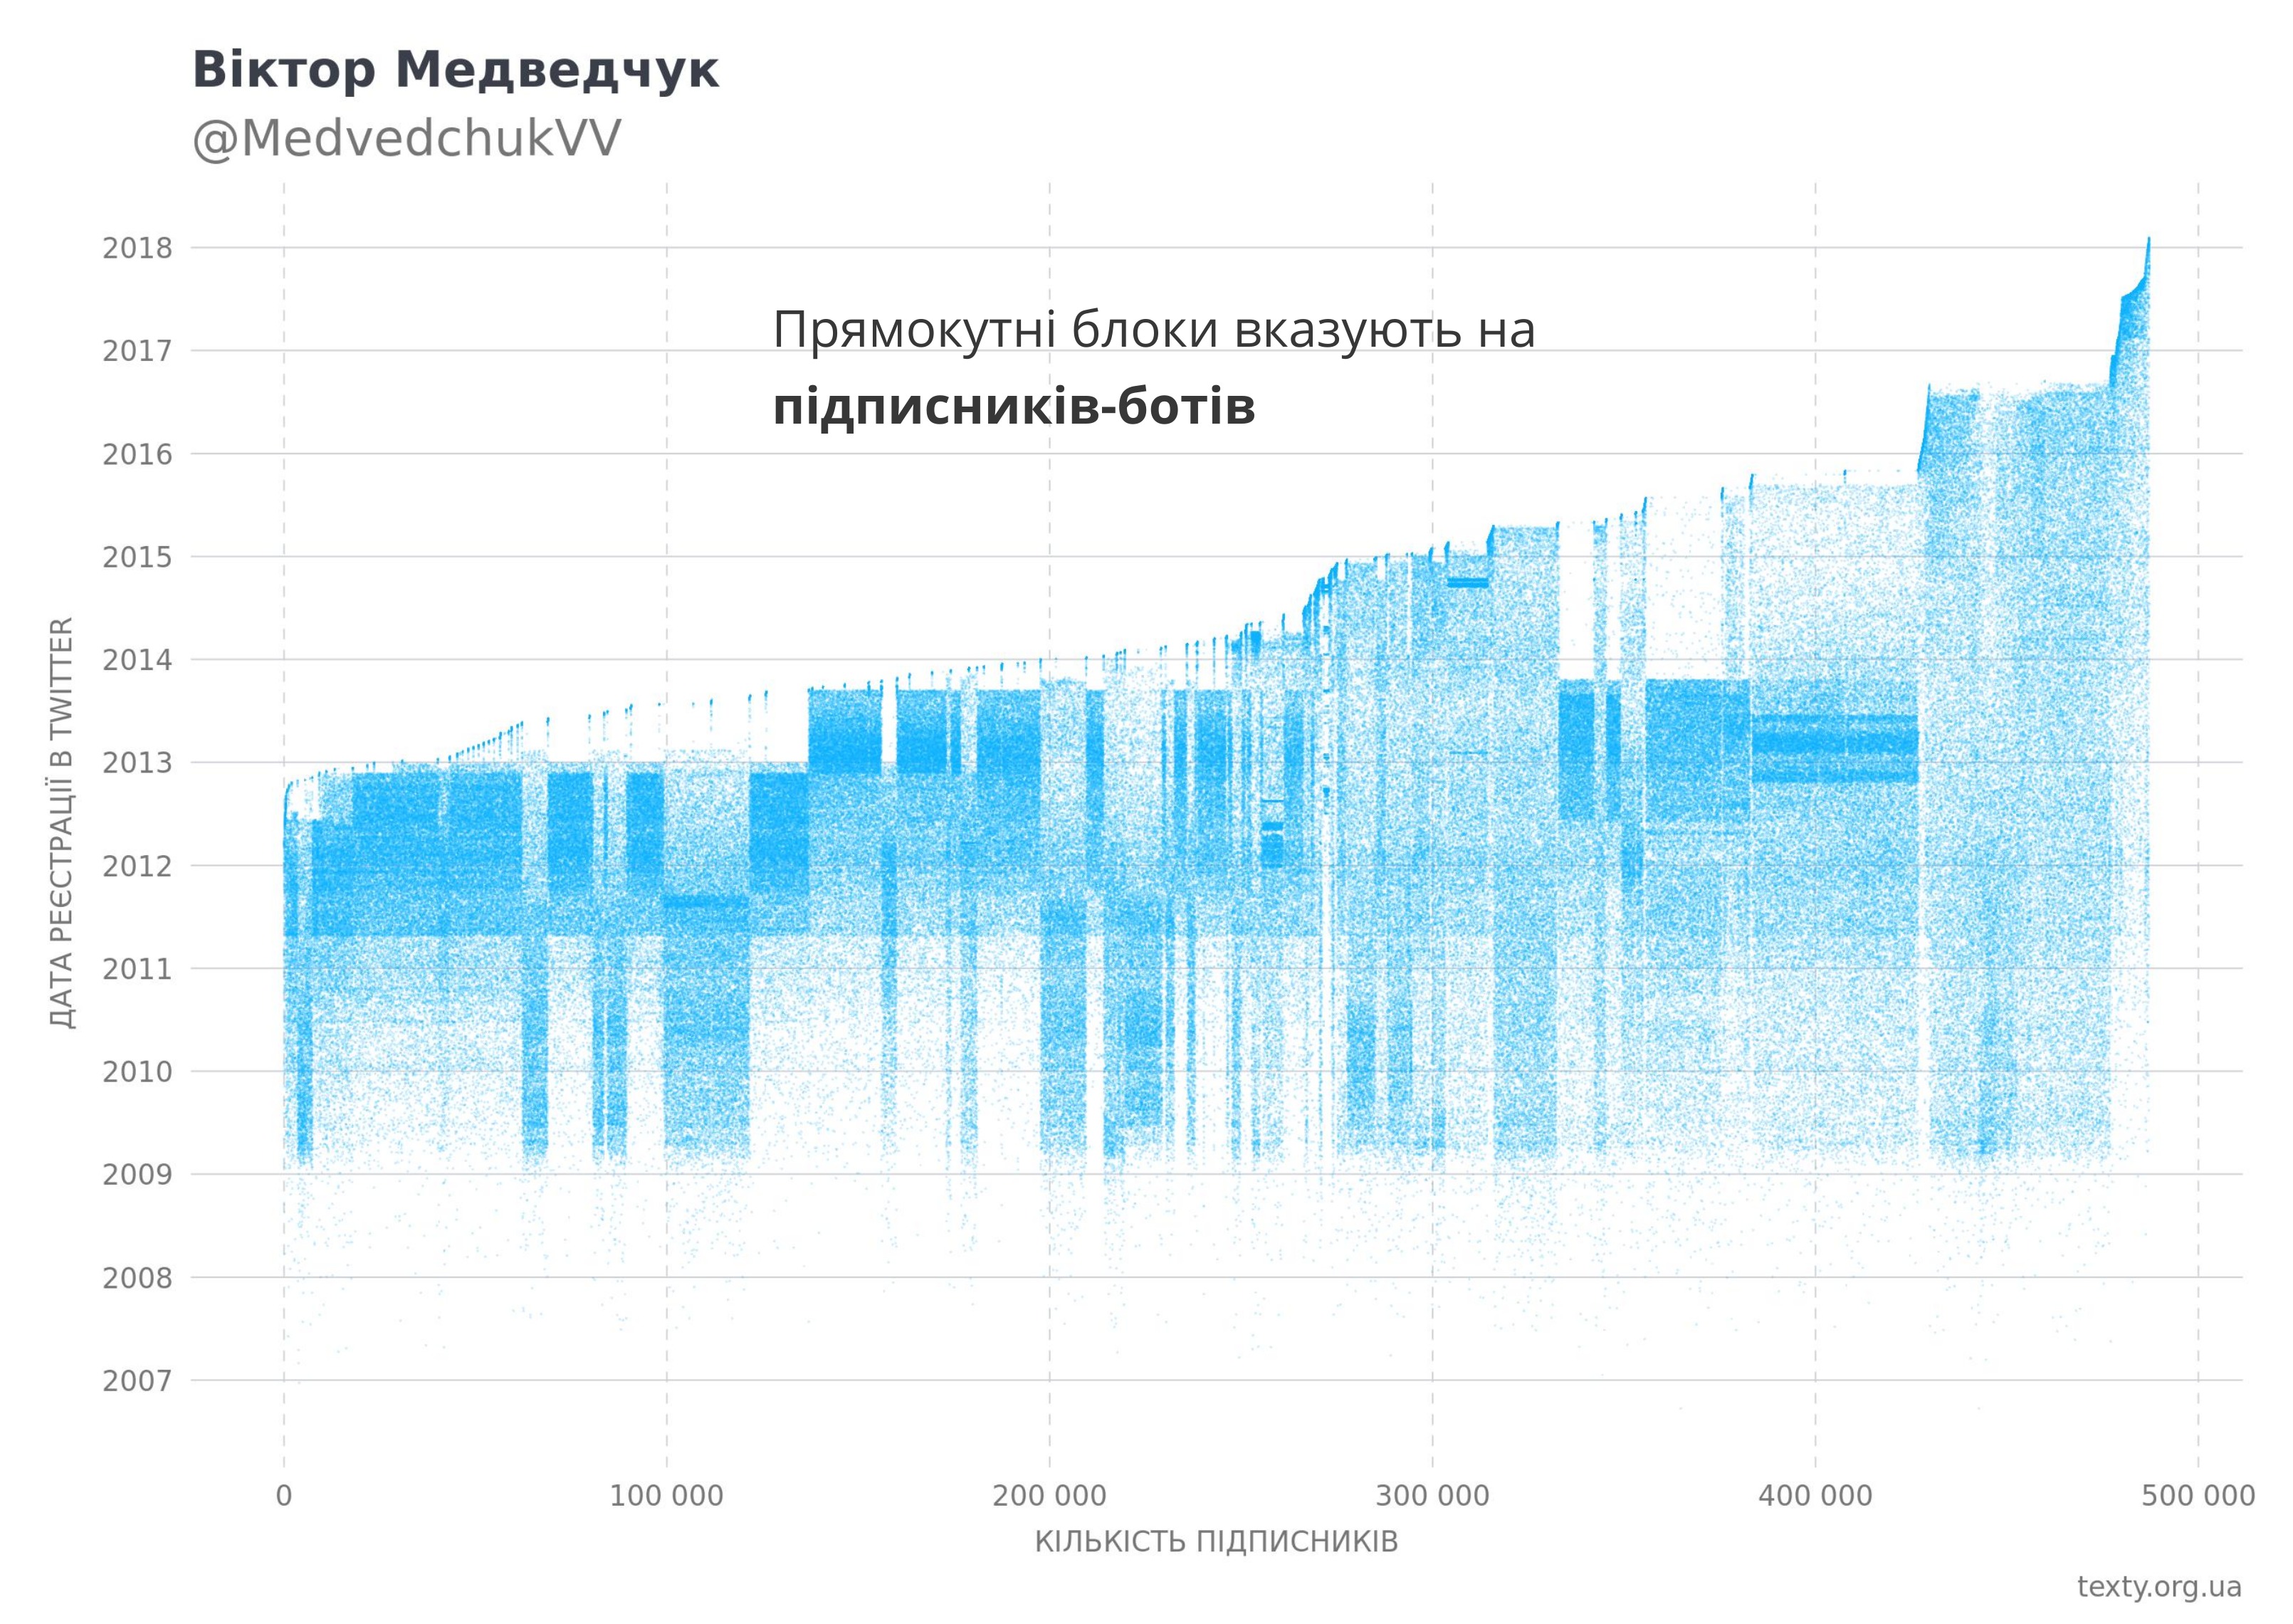 Віктор Медведчук
@MedvedchukVV
Прямокутні блоки вказують на
підписників-ботів
2018
2017
2016
2015
2014
2013
2012
2011
2010
2009
2008
2007
ДАТА РЕЄСТРАЦІЇ В TWITTER
0 100 000 200 000 300 000 400 000 500 000
КІЛЬКІСТЬ ПІДПИСНИКІВ
texty.org.ua